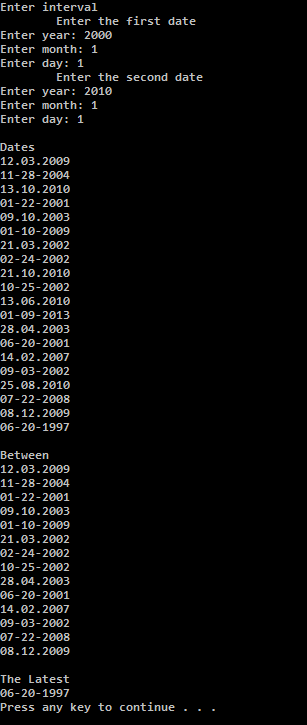 Enter interval
Enter the first date
Enter year: 2000
Enter month: 1
Enter day: 1
Enter the second date
Enter year: 2010
Enter month: 1
Enter day: 1
Dates
12.03.2009
11-28-2004
13.10.2010
01-22-2001
09.10.2003
01-10-2009
21.03.2002
02-24-2002
21.10.2010
10-25-2002
13.06.2010
01-09-2013
28.04.2003
06-20-2001
14.02.2007
09-03-2002
25.08.2010
07-22-2008
08.12.2009
06-20-1997
Between
12.03.2009
11-28-2004
01-22-2001
09.10.2003
01-10-2009
21.03.2002
02-24-2002
10-25-2002
28.04.2003
06-20-2001
14.02.2007
09-03-2002
07-22-2008
08.12.2009
The Latest
06-20-1997
Press any key to continue . . .